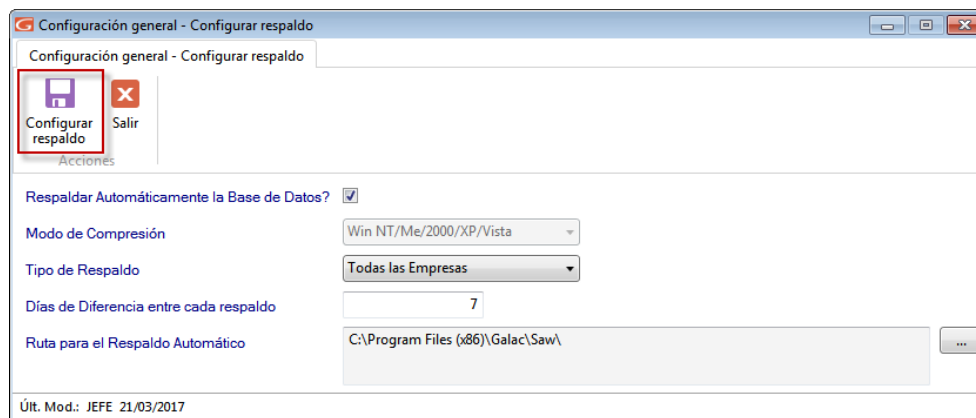 Configuración general - Configurar respaldo
Configuración general - Configurar respaldo
Configurar respaldo
Salir
Acciones
Respaldar Automáticamente la Base de Datos?
Modo de Compresión
Win NT/Me/2000/XP/Vista
Tipo de Respaldo
Todas las Empresas
Días de Diferencia entre cada respaldo
7
Ruta para el Respaldo Automático
C:\Program Files (x86)\Galac\Saw\
...
Últ. Mod.: JEFE 21/03/2017